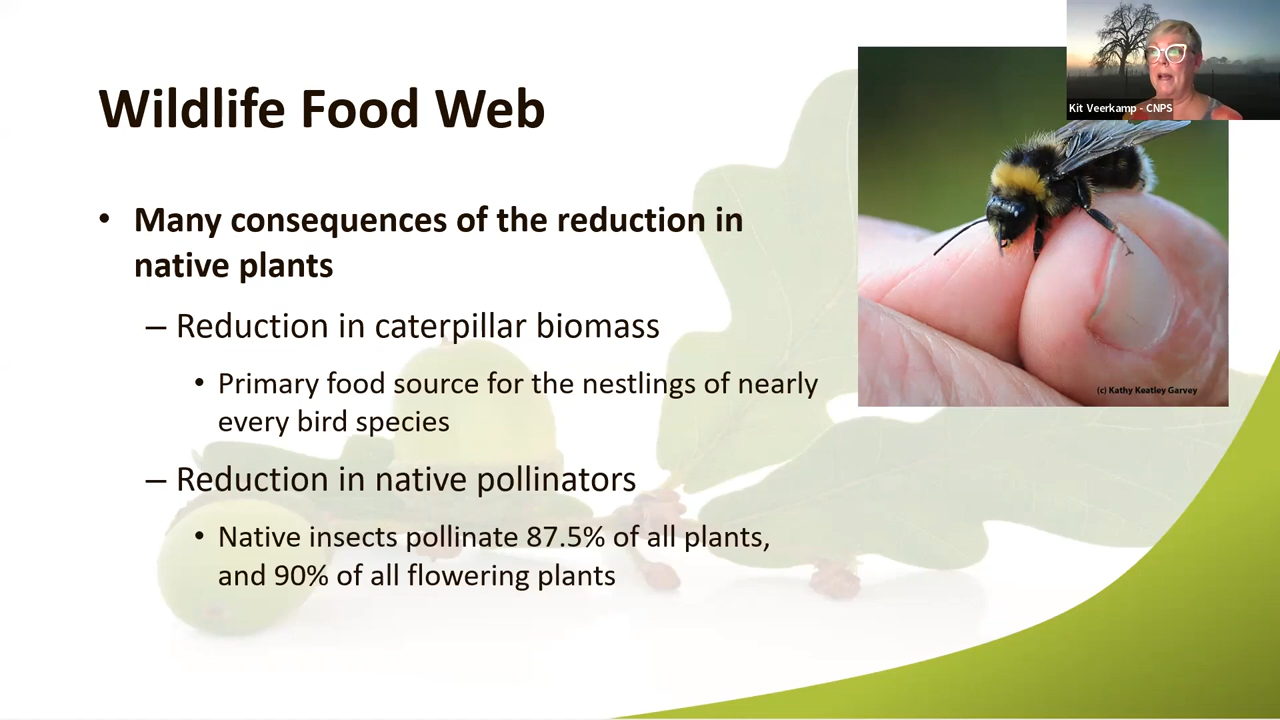 Wildlife Food Web
Kit Veerkamp - CNPS
• Many consequences of the reduction in
native plants
– Reduction in caterpillar biomass
• Primary food source for the nestlings of nearly
every bird species
(c) Kathy Keatley Garvey
– Reduction in native pollinators
• Native insects pollinate 87.5% of all plants,
and 90% of all flowering plants